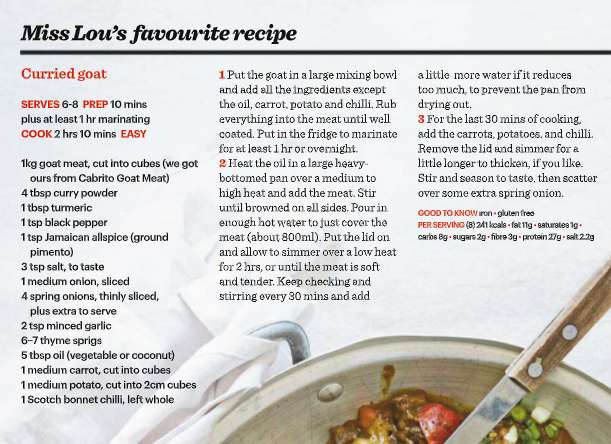 Miss Lou's favourite recipe
Curried goat
SERVES 6-8 PREP 10 mins
plus at least 1 hr marinating
COOK 2 hrs 10 mins EASY
1kg goat meat, cut into cubes (we got
ours from Cabrito Goat Meat)
4 tbsp curry powder
1 tbsp turmeric
1 tsp black pepper
1 tsp Jamaican allspice (ground
pimento)
3 tsp salt, to taste
1 medium onion, sliced
4 spring onions, thinly sliced,
plus extra to serve
2 tsp minced garlic
6–7 thyme sprigs
5 tbsp oil (vegetable or coconut)
1 medium carrot, cut into cubes
1 medium potato, cut into 2cm cubes
1 Scotch bonnet chilli, left whole
1 Put the goat in a large mixing bowl
and add all the ingredients except
the oil, carrot, potato and chilli. Rub
everything into the meat until well
coated. Put in the fridge to marinate
for at least 1 hr or overnight.
2 Heat the oil in a large heavy-
bottomed pan over a medium to
high heat and add the meat. Stir
until browned on all sides. Pour in
enough hot water to just cover the
meat (about 800ml). Put the lid on
and allow to simmer over a low heat
for 2 hrs, or until the meat is soft
and tender. Keep checking and
stirring every 30 mins and add
a little more water if it reduces
too much, to prevent the pan from
drying out.
3 For the last 30 mins of cooking,
add the carrots, potatoes, and chilli.
Remove the lid and simmer for a
little longer to thicken, if you like.
Stir and season to taste, then scatter
over some extra spring onion.
GOOD TO KNOW iron • gluten free
PER SERVING (8) 241 kcals • fat 11g • saturates 1g •
carbs 8g • sugars 2g • fibre 3g • protein 27g • salt 2.2g